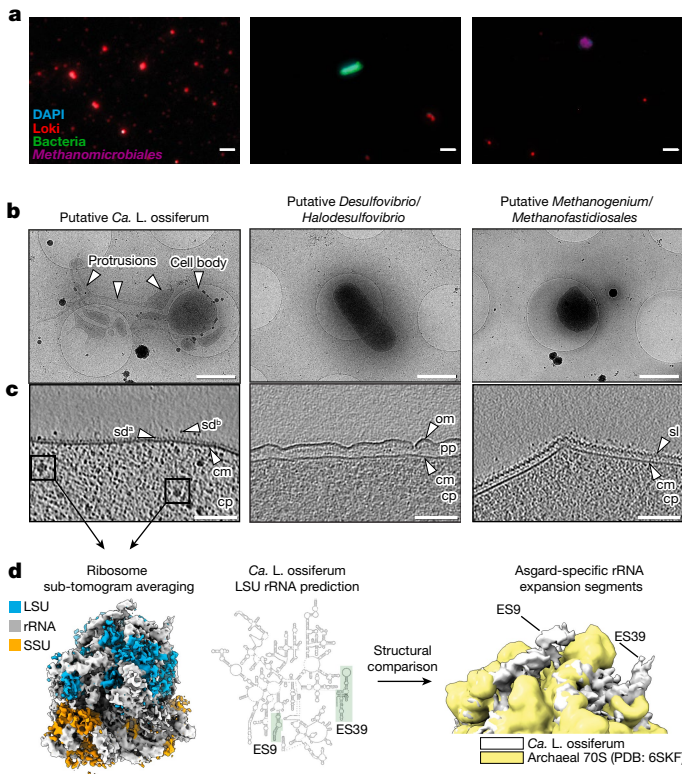 a
DAPI
Loki
Bacteria
Methanomicrobiales
b
Putative Ca. L. ossiferum
Putative Desulfovibrio/
Halodesulfovibrio
Putative Methanogenium/
Methanofastidiosales
Protrusions
Cell body
c
sdᵃ
sdᵇ
cm
cp
om
pp
cm
cp
sl
cm
cp
d
Ribosome
sub-tomogram averaging
LSU
rRNA
SSU
Ca. L. ossiferum
LSU rRNA prediction
ES9
ES39
Structural
comparison
Asgard-specific rRNA
expansion segments
ES9
ES39
Ca. L. ossiferum
Archaeal 70S (PDB: 6SKF)